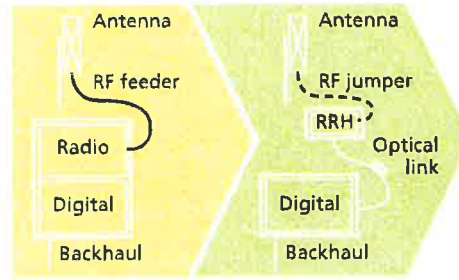 Antenna
RF feeder
Radio
Digital
Backhaul
Antenna
RF jumper
RRH
Optical
link
Digital
Backhaul